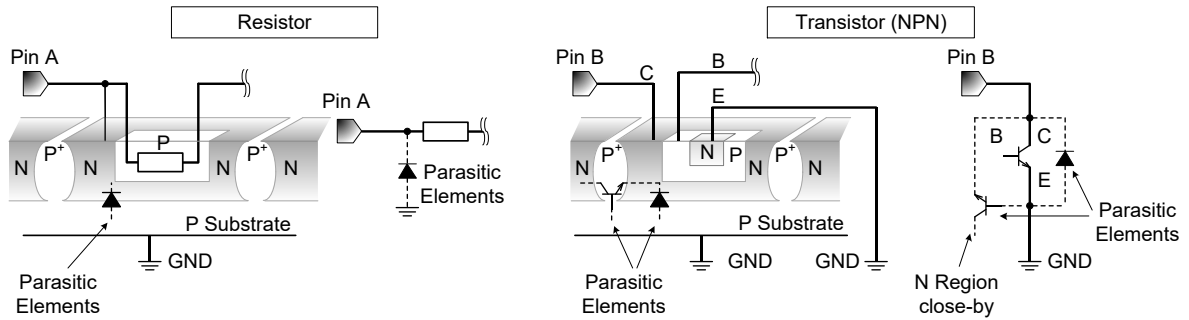 Resistor
Transistor (NPN)
Pin A
Pin A
P
N
P+
N
N
P+
N
Parasitic
Elements
P Substrate
GND
Parasitic
Elements
Pin B
C
B
E
N
P+
N
N
P
N
P+
N
P Substrate
GND
GND
Parasitic
Elements
Pin B
B
C
E
Parasitic
Elements
GND
N Region
close-by